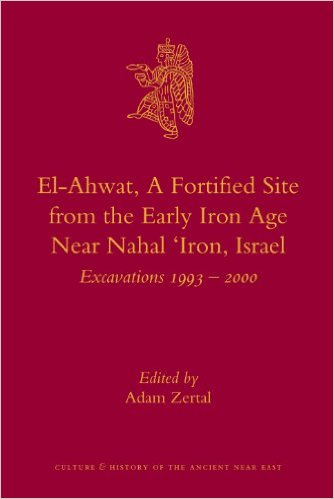 El-Ahwat, A Fortified Site
from the Early Iron Age
Near Nahal ‘Iron, Israel
Excavations 1993 – 2000
Edited by
Adam Zertal
CULTURE & HISTORY OF THE ANCIENT NEAR EAST